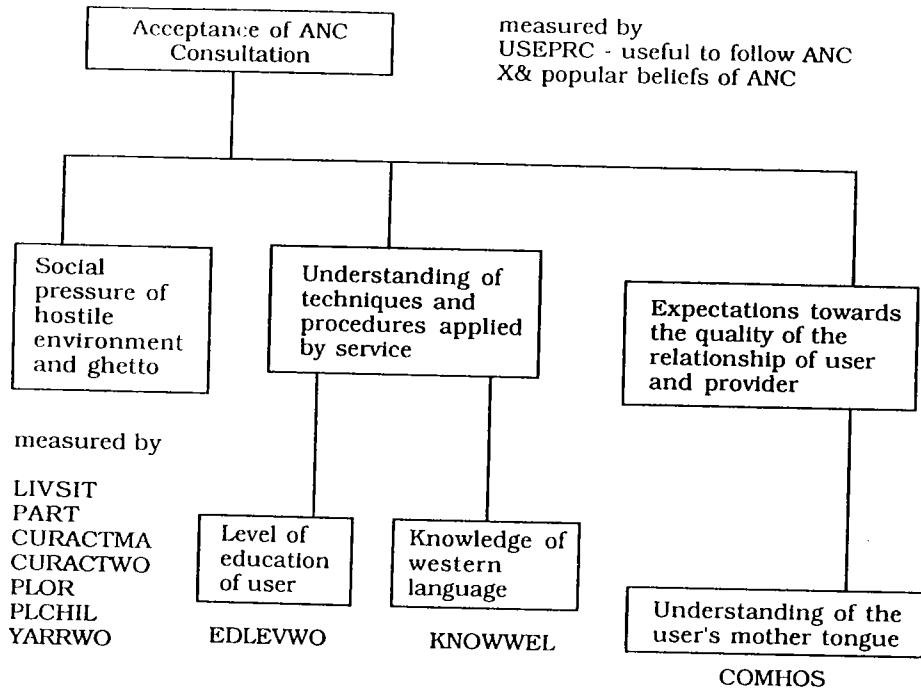 Acceptance of ANC
Consultation
measured by
USEPRC - useful to follow ANC
X& popular beliefs of ANC
Social
pressure of
hostile
environment
and ghetto
Understanding of
techniques and
procedures applied
by service
Expectations towards
the quality of the
relationship of user
and provider
measured by
LIVSIT
PART
CURACTMA
CURACTWO
PLOR
PLCHIL
YARRWO
Level of
education
of user
EDLEVWO
Knowledge of
western
language
KNOWWEL
Understanding of the
user's mother tongue
COMHOS